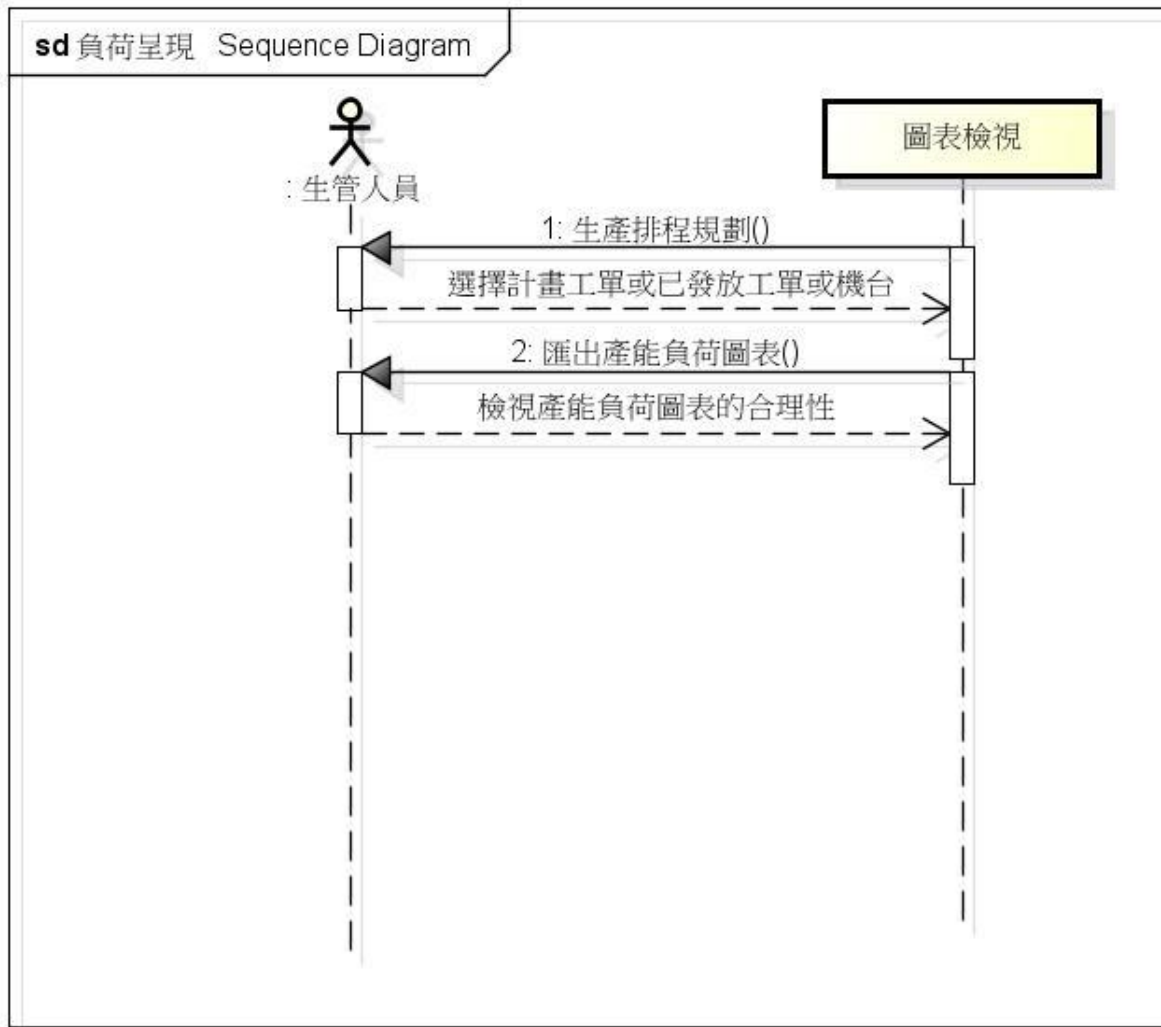 sd 負荷呈現 Sequence Diagram
圖表檢視
: 生管人員
1: 生產排程規劃()
選擇計畫工單或已發放工單或機台
2: 匯出產能負荷圖表()
檢視產能負荷圖表的合理性